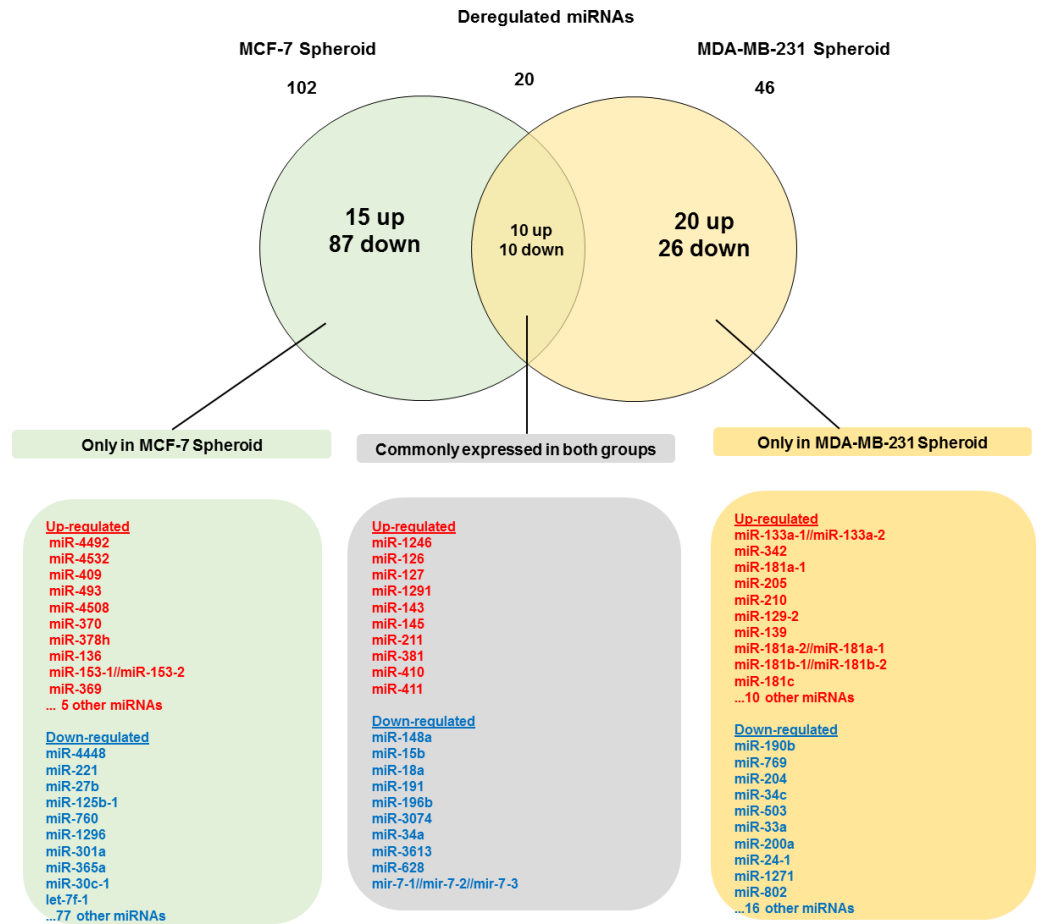 Deregulated miRNAs
MCF-7 Spheroid
MDA-MB-231 Spheroid
102
20
46
15 up
87 down
10 up
10 down
20 up
26 down
Only in MCF-7 Spheroid
Commonly expressed in both groups
Only in MDA-MB-231 Spheroid
Up-regulated
miR-4492
miR-4532
miR-409
miR-493
miR-4508
miR-370
miR-378h
miR-136
miR-153-1//miR-153-2
miR-369
... 5 other miRNAs
Down-regulated
miR-4448
miR-221
miR-27b
miR-125b-1
miR-760
miR-1296
miR-301a
miR-365a
miR-30c-1
let-7f-1
...77 other miRNAs
Up-regulated
miR-1246
miR-126
miR-127
miR-1291
miR-143
miR-145
miR-211
miR-381
miR-410
miR-411
Down-regulated
miR-148a
miR-15b
miR-18a
miR-191
miR-196b
miR-3074
miR-34a
miR-3613
miR-628
mir-7-1//mir-7-2//mir-7-3
Up-regulated
miR-133a-1//miR-133a-2
miR-342
miR-181a-1
miR-205
miR-210
miR-129-2
miR-139
miR-181a-2//miR-181a-1
miR-181b-1//miR-181b-2
miR-181c
...10 other miRNAs
Down-regulated
miR-190b
miR-769
miR-204
miR-34c
miR-503
miR-33a
miR-200a
miR-24-1
miR-1271
miR-802
...16 other miRNAs